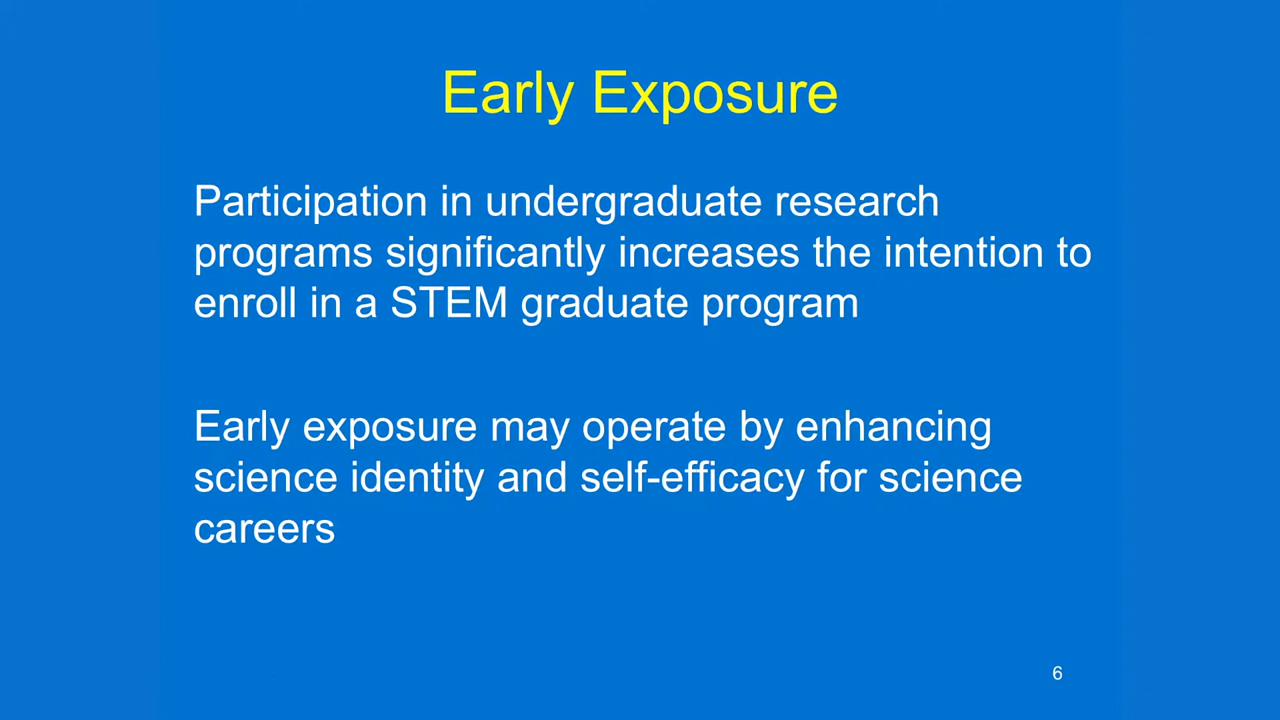 Early Exposure
Participation in undergraduate research
programs significantly increases the intention to
enroll in a STEM graduate program
Early exposure may operate by enhancing
science identity and self-efficacy for science
careers
6